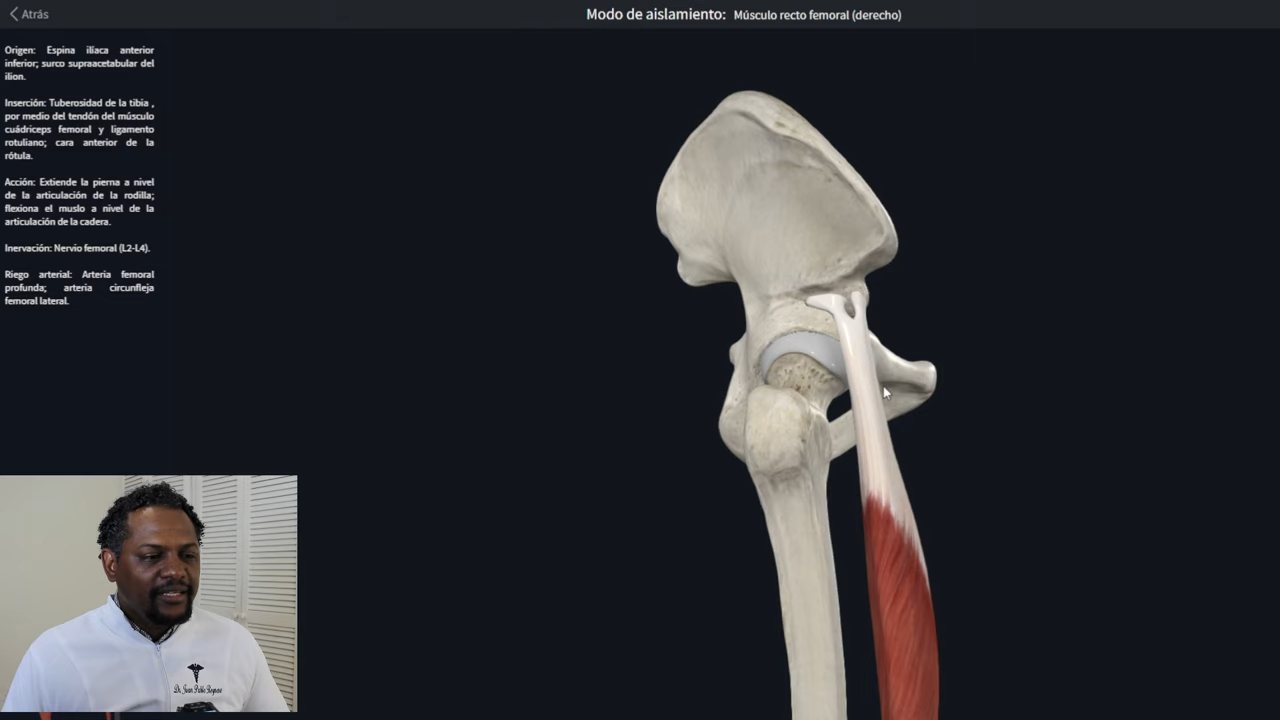 Atrás
Modo de aislamiento: Músculo recto femoral (derecho)
Origen: Espina ilíaca anterior
inferior; surco supraacetabular del
ilion.
Inserción: Tuberosidad de la tibia ,
por medio del tendón del músculo
cuádriceps femoral y ligamento
rotuliano; cara anterior de la
rótula.
Acción: Extiende la pierna a nivel
de la articulación de la rodilla;
flexiona el muslo a nivel de la
articulación de la cadera.
Inervación: Nervio femoral (L2-L4).
Riego arterial: Arteria femoral
profunda; arteria circunfleja
femoral lateral.
Dr. Juan Pablo